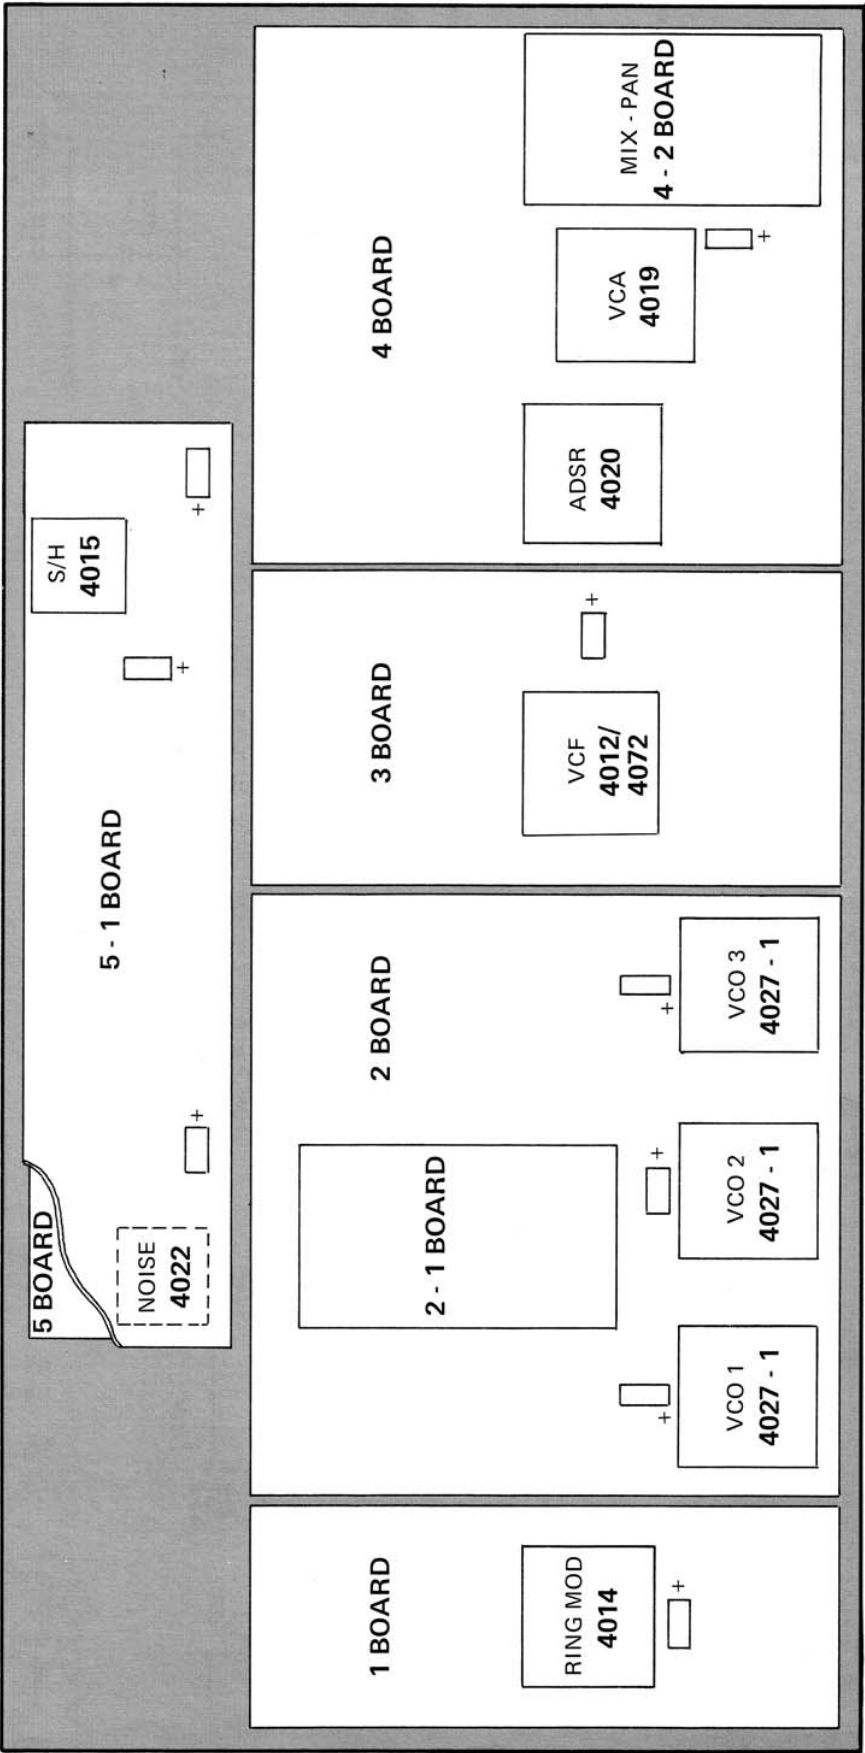 5 BOARD
NOISE
4022
+
5 - 1 BOARD
+
S/H
4015
+
1 BOARD
RING MOD
4014
+
2 BOARD
2 - 1 BOARD
+
VCO 1
4027 - 1
+
VCO 2
4027 - 1
+
VCO 3
4027 - 1
3 BOARD
VCF
4012/
4072
+
4 BOARD
ADSR
4020
VCA
4019
+
MIX - PAN
4 - 2 BOARD